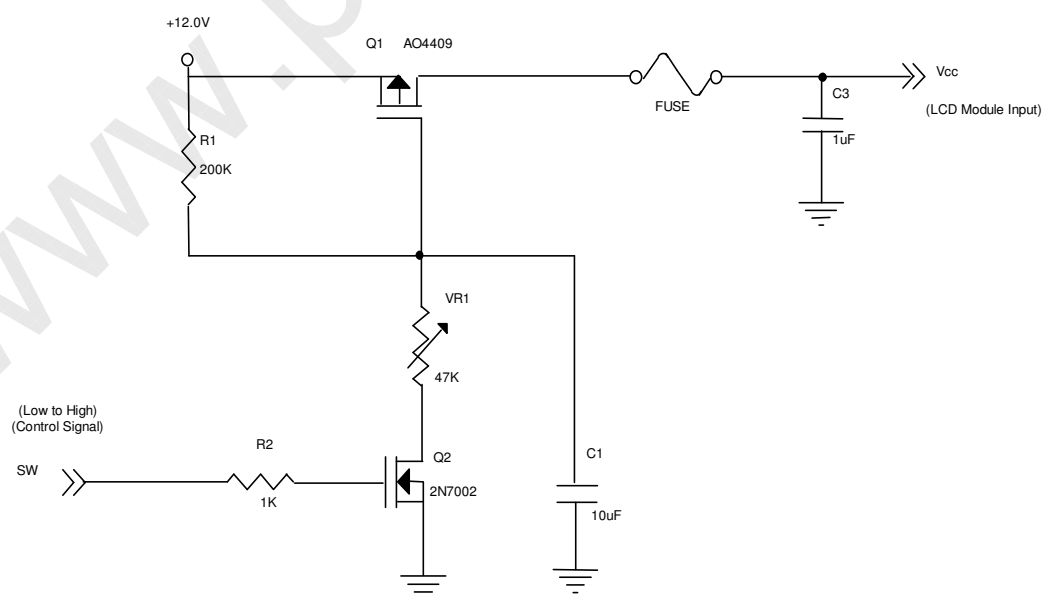 +12.0V
Q1 AO4409
FUSE
Vcc
(LCD Module Input)
C3
1uF
R1
200K
VR1
47K
(Low to High)
(Control Signal)
SW
R2
1K
Q2
2N7002
C1
10uF
www.p